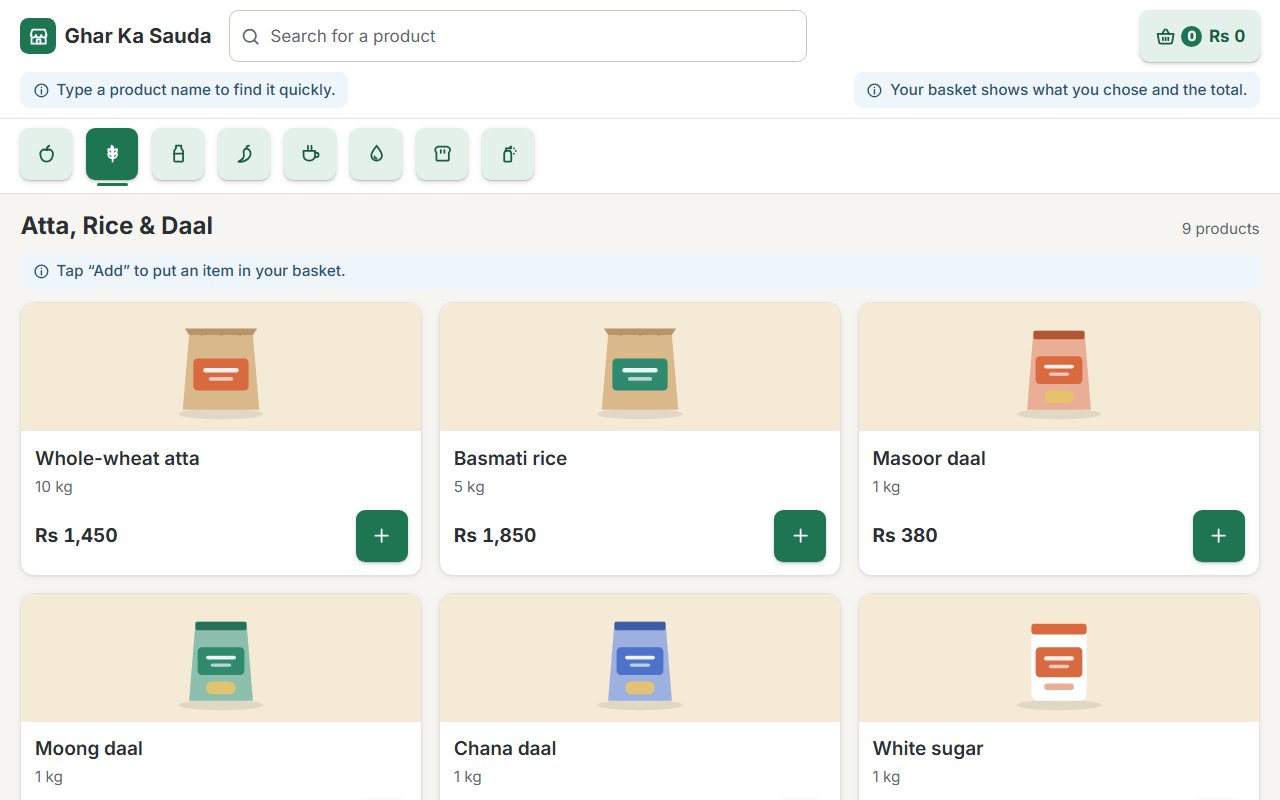 Ghar Ka Sauda
Search for a product
0 Rs 0
Type a product name to find it quickly.
Your basket shows what you chose and the total.
Atta, Rice & Daal
9 products
Tap “Add” to put an item in your basket.
Whole-wheat atta
10 kg
Rs 1,450
Basmati rice
5 kg
Rs 1,850
Masoor daal
1 kg
Rs 380
Moong daal
1 kg
Chana daal
1 kg
White sugar
1 kg